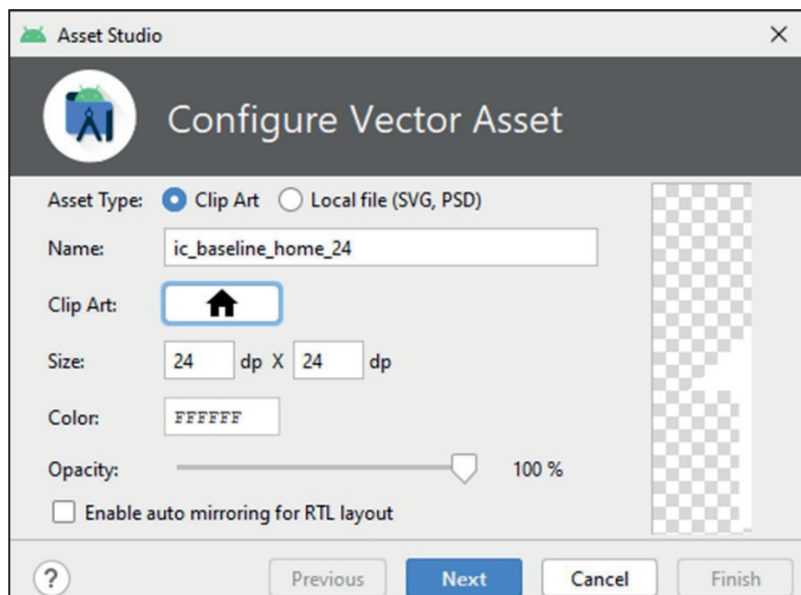 Asset Studio
Configure Vector Asset
Asset Type: Clip Art Local file (SVG, PSD)
Name: ic_baseline_home_24
Clip Art:
Size: 24 dp X 24 dp
Color: FFFFFF
Opacity: 100 %
Enable auto mirroring for RTL layout
? Previous Next Cancel Finish